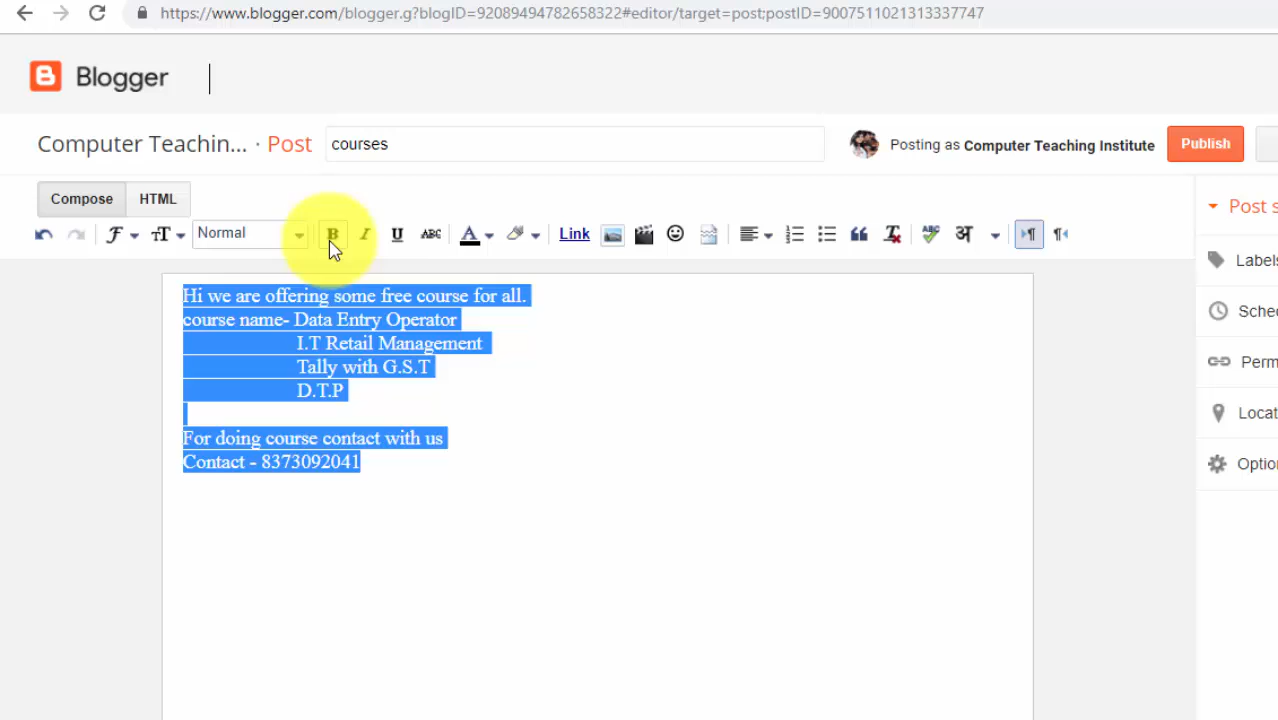 https://www.blogger.com/blogger.g?blogID=92089494782658322#editor/target=post;postID=9007511021313337747
Blogger
Computer Teachin... · Post courses Posting as Computer Teaching Institute Publish
Compose HTML
Normal B I U ABC A Link ABC अ
Post s
Labels
Sche
Perm
Locat
Optio
Hi we are offering some free course for all.
course name- Data Entry Operator
I.T Retail Management
Tally with G.S.T
D.T.P
For doing course contact with us
Contact - 8373092041